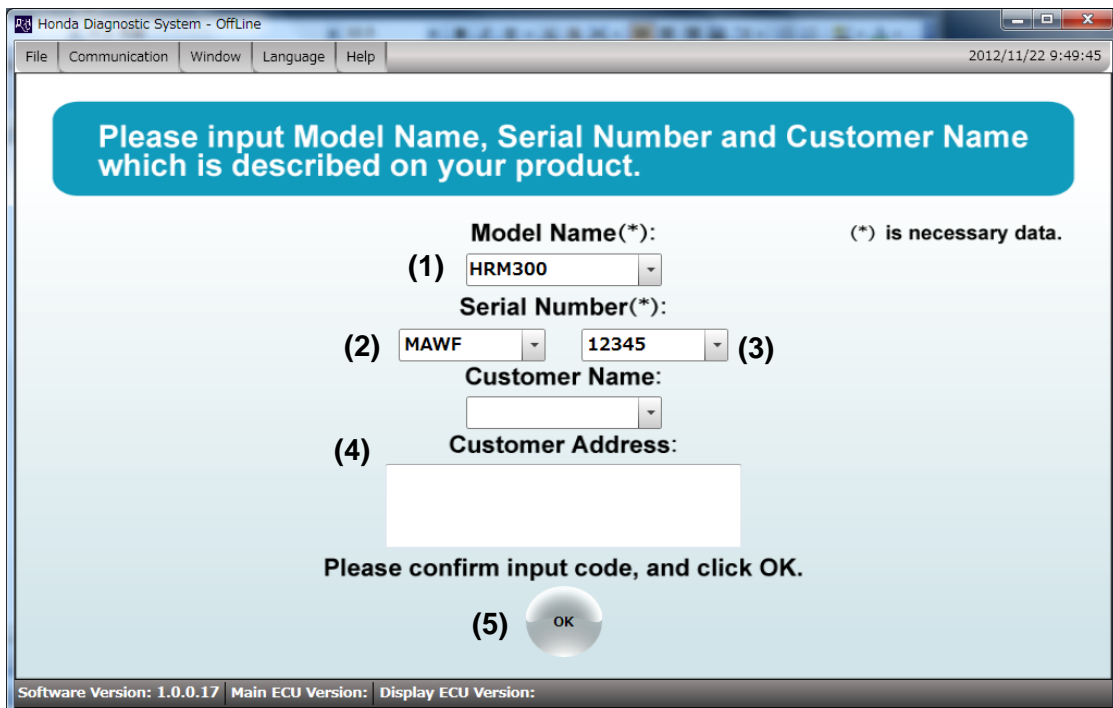 Honda Diagnostic System - OffLine
File Communication Window Language Help 2012/11/22 9:49:45
Please input Model Name, Serial Number and Customer Name
which is described on your product.
Model Name(*): (*) is necessary data.
(1) HRM300
Serial Number(*):
(2) MAWF 12345 (3)
Customer Name:
(4) Customer Address:
Please confirm input code, and click OK.
(5) OK
Software Version: 1.0.0.17 Main ECU Version: Display ECU Version: